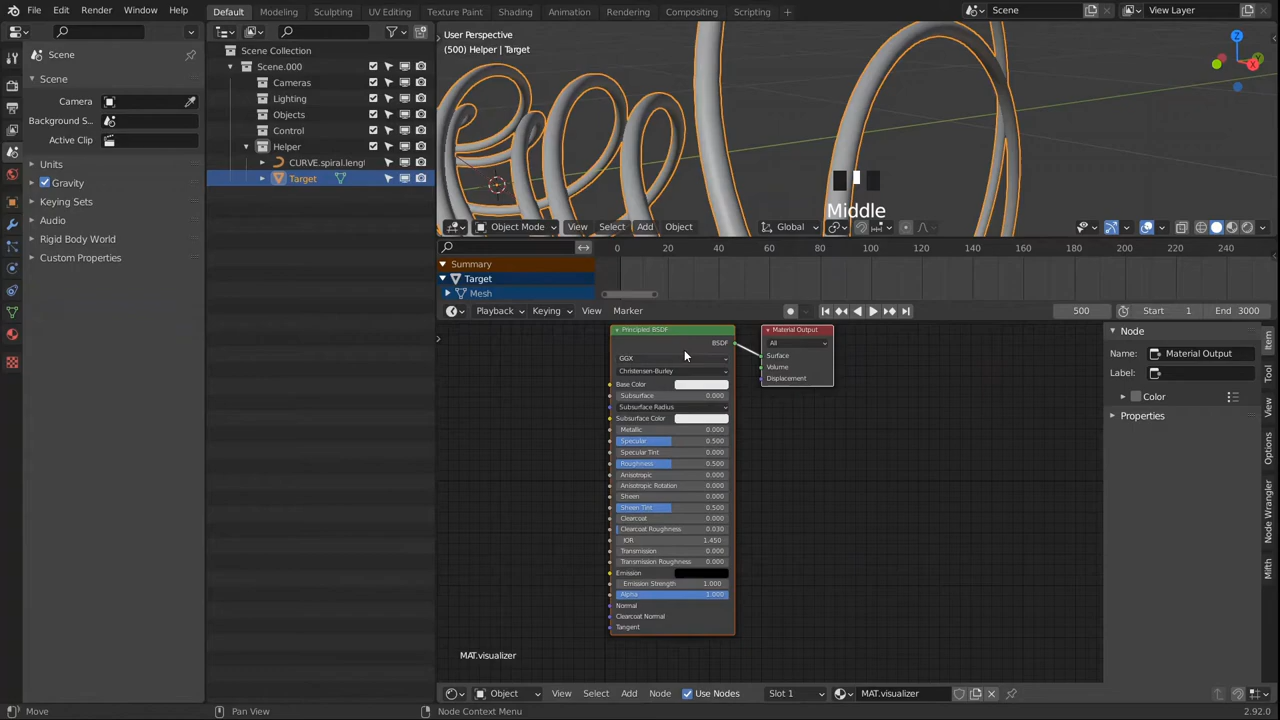 File Edit Render Window Help
Default Modeling Sculpting UV Editing Texture Paint Shading Animation Rendering Compositing Scripting +
Scene
View Layer
Scene
Scene
Camera
Background S..
Active Clip
Units
Gravity
Keying Sets
Audio
Rigid Body World
Custom Properties
Scene Collection
Scene.000
Cameras
Lighting
Objects
Control
Helper
CURVE.spiral.lengt
Target
User Perspective
(500) Helper | Target
Middle
Object Mode View Select Add Object Global
0 20 40 60 80 100 120 140 160 180 200 220 240
Summary
Target
Mesh
Playback Keying View Marker
500 Start 1 End 3000
Principled BSDF
BSDF
GGX
Christensen-Burley
Base Color
Subsurface 0.000
Subsurface Radius
Subsurface Color
Metallic 0.000
Specular 0.500
Specular Tint 0.000
Roughness 0.500
Anisotropic 0.000
Anisotropic Rotation 0.000
Sheen 0.000
Sheen Tint 0.500
Clearcoat 0.000
Clearcoat Roughness 0.030
IOR 1.450
Transmission 0.000
Transmission Roughness 0.000
Emission
Emission Strength 1.000
Alpha 1.000
Normal
Clearcoat Normal
Tangent
Material Output
All
Surface
Volume
Displacement
Node
Name: Material Output
Label:
Color
Properties
Item
Tool
View
Options
Node Wrangler
Mith
MAT.visualizer
Object View Select Add Node Use Nodes Slot 1 MAT.visualizer
Move Pan View Node Context Menu 2.92.0